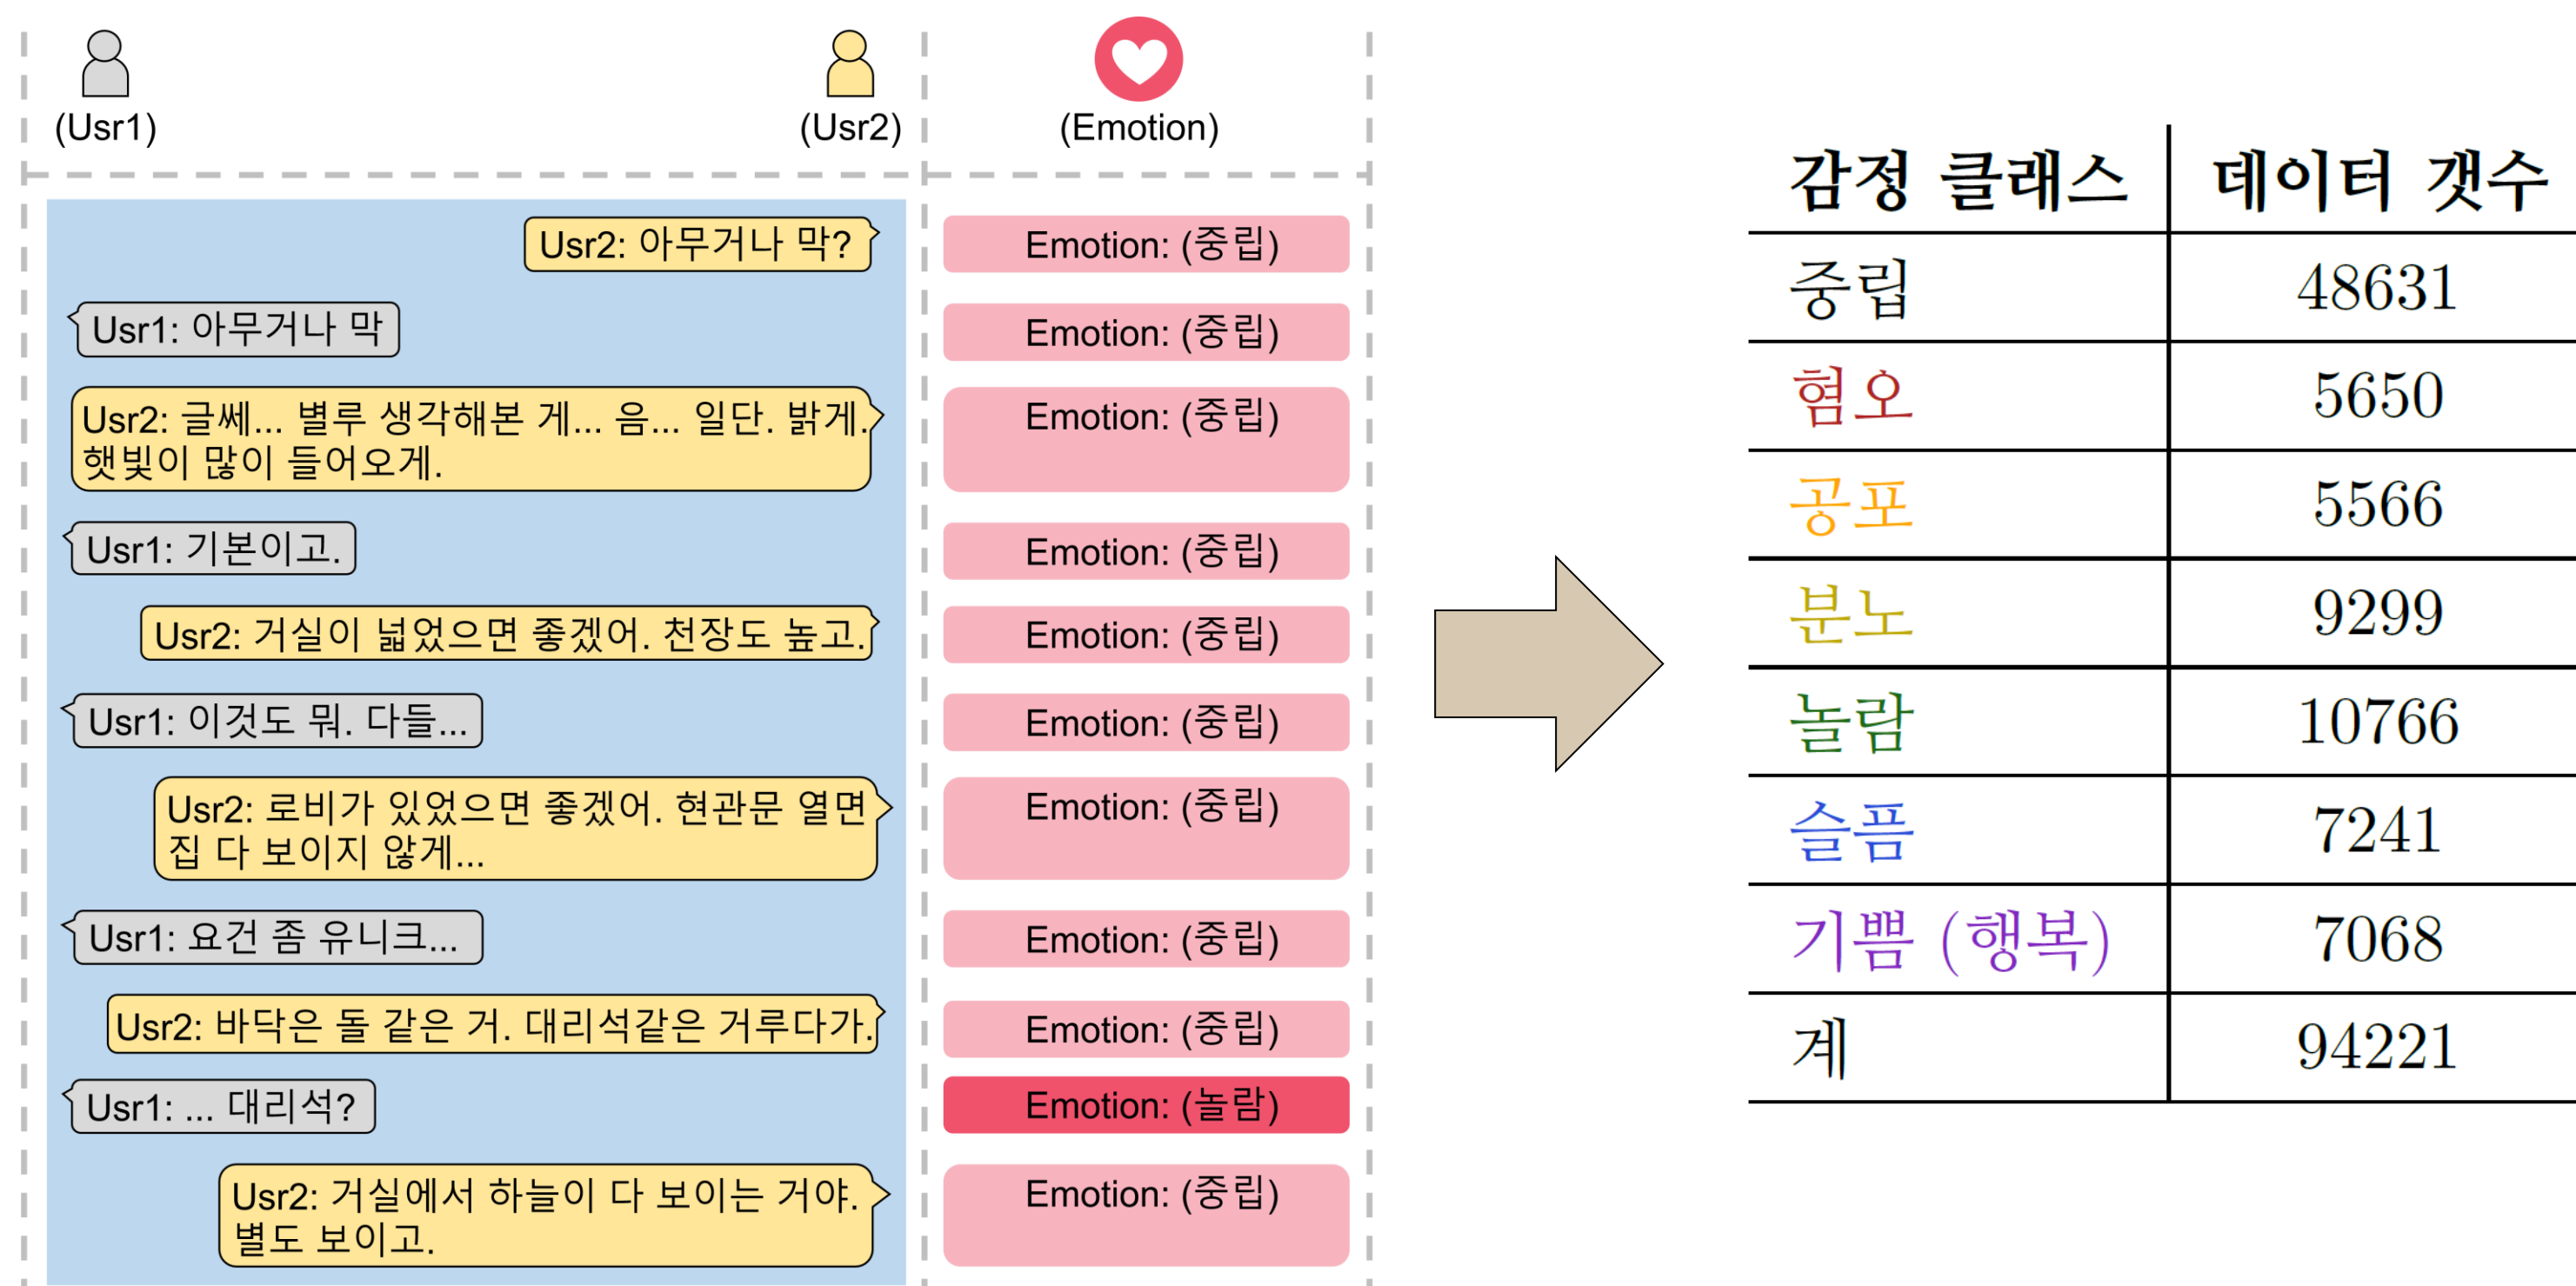 (Usr1)
(Usr2)
(Emotion)
Usr2: 아무거나 막?
Emotion: (중립)
Usr1: 아무거나 막
Emotion: (중립)
Usr2: 글쎄... 별루 생각해본 게... 음... 일단. 밝게.
햇빛이 많이 들어오게.
Emotion: (중립)
Usr1: 기본이고.
Emotion: (중립)
Usr2: 거실이 넓었으면 좋겠어. 천장도 높고.
Emotion: (중립)
Usr1: 이것도 뭐. 다들...
Emotion: (중립)
Usr2: 로비가 있었으면 좋겠어. 현관문 열면
집 다 보이지 않게...
Emotion: (중립)
Usr1: 요건 좀 유니크...
Emotion: (중립)
Usr2: 바닥은 돌 같은 거. 대리석같은 거루다가.
Emotion: (중립)
Usr1: ... 대리석?
Emotion: (놀람)
Usr2: 거실에서 하늘이 다 보이는 거야.
별도 보이고.
Emotion: (중립)
감정 클래스 데이터 갯수
중립 48631
혐오 5650
공포 5566
분노 9299
놀람 10766
슬픔 7241
기쁨 (행복) 7068
계 94221